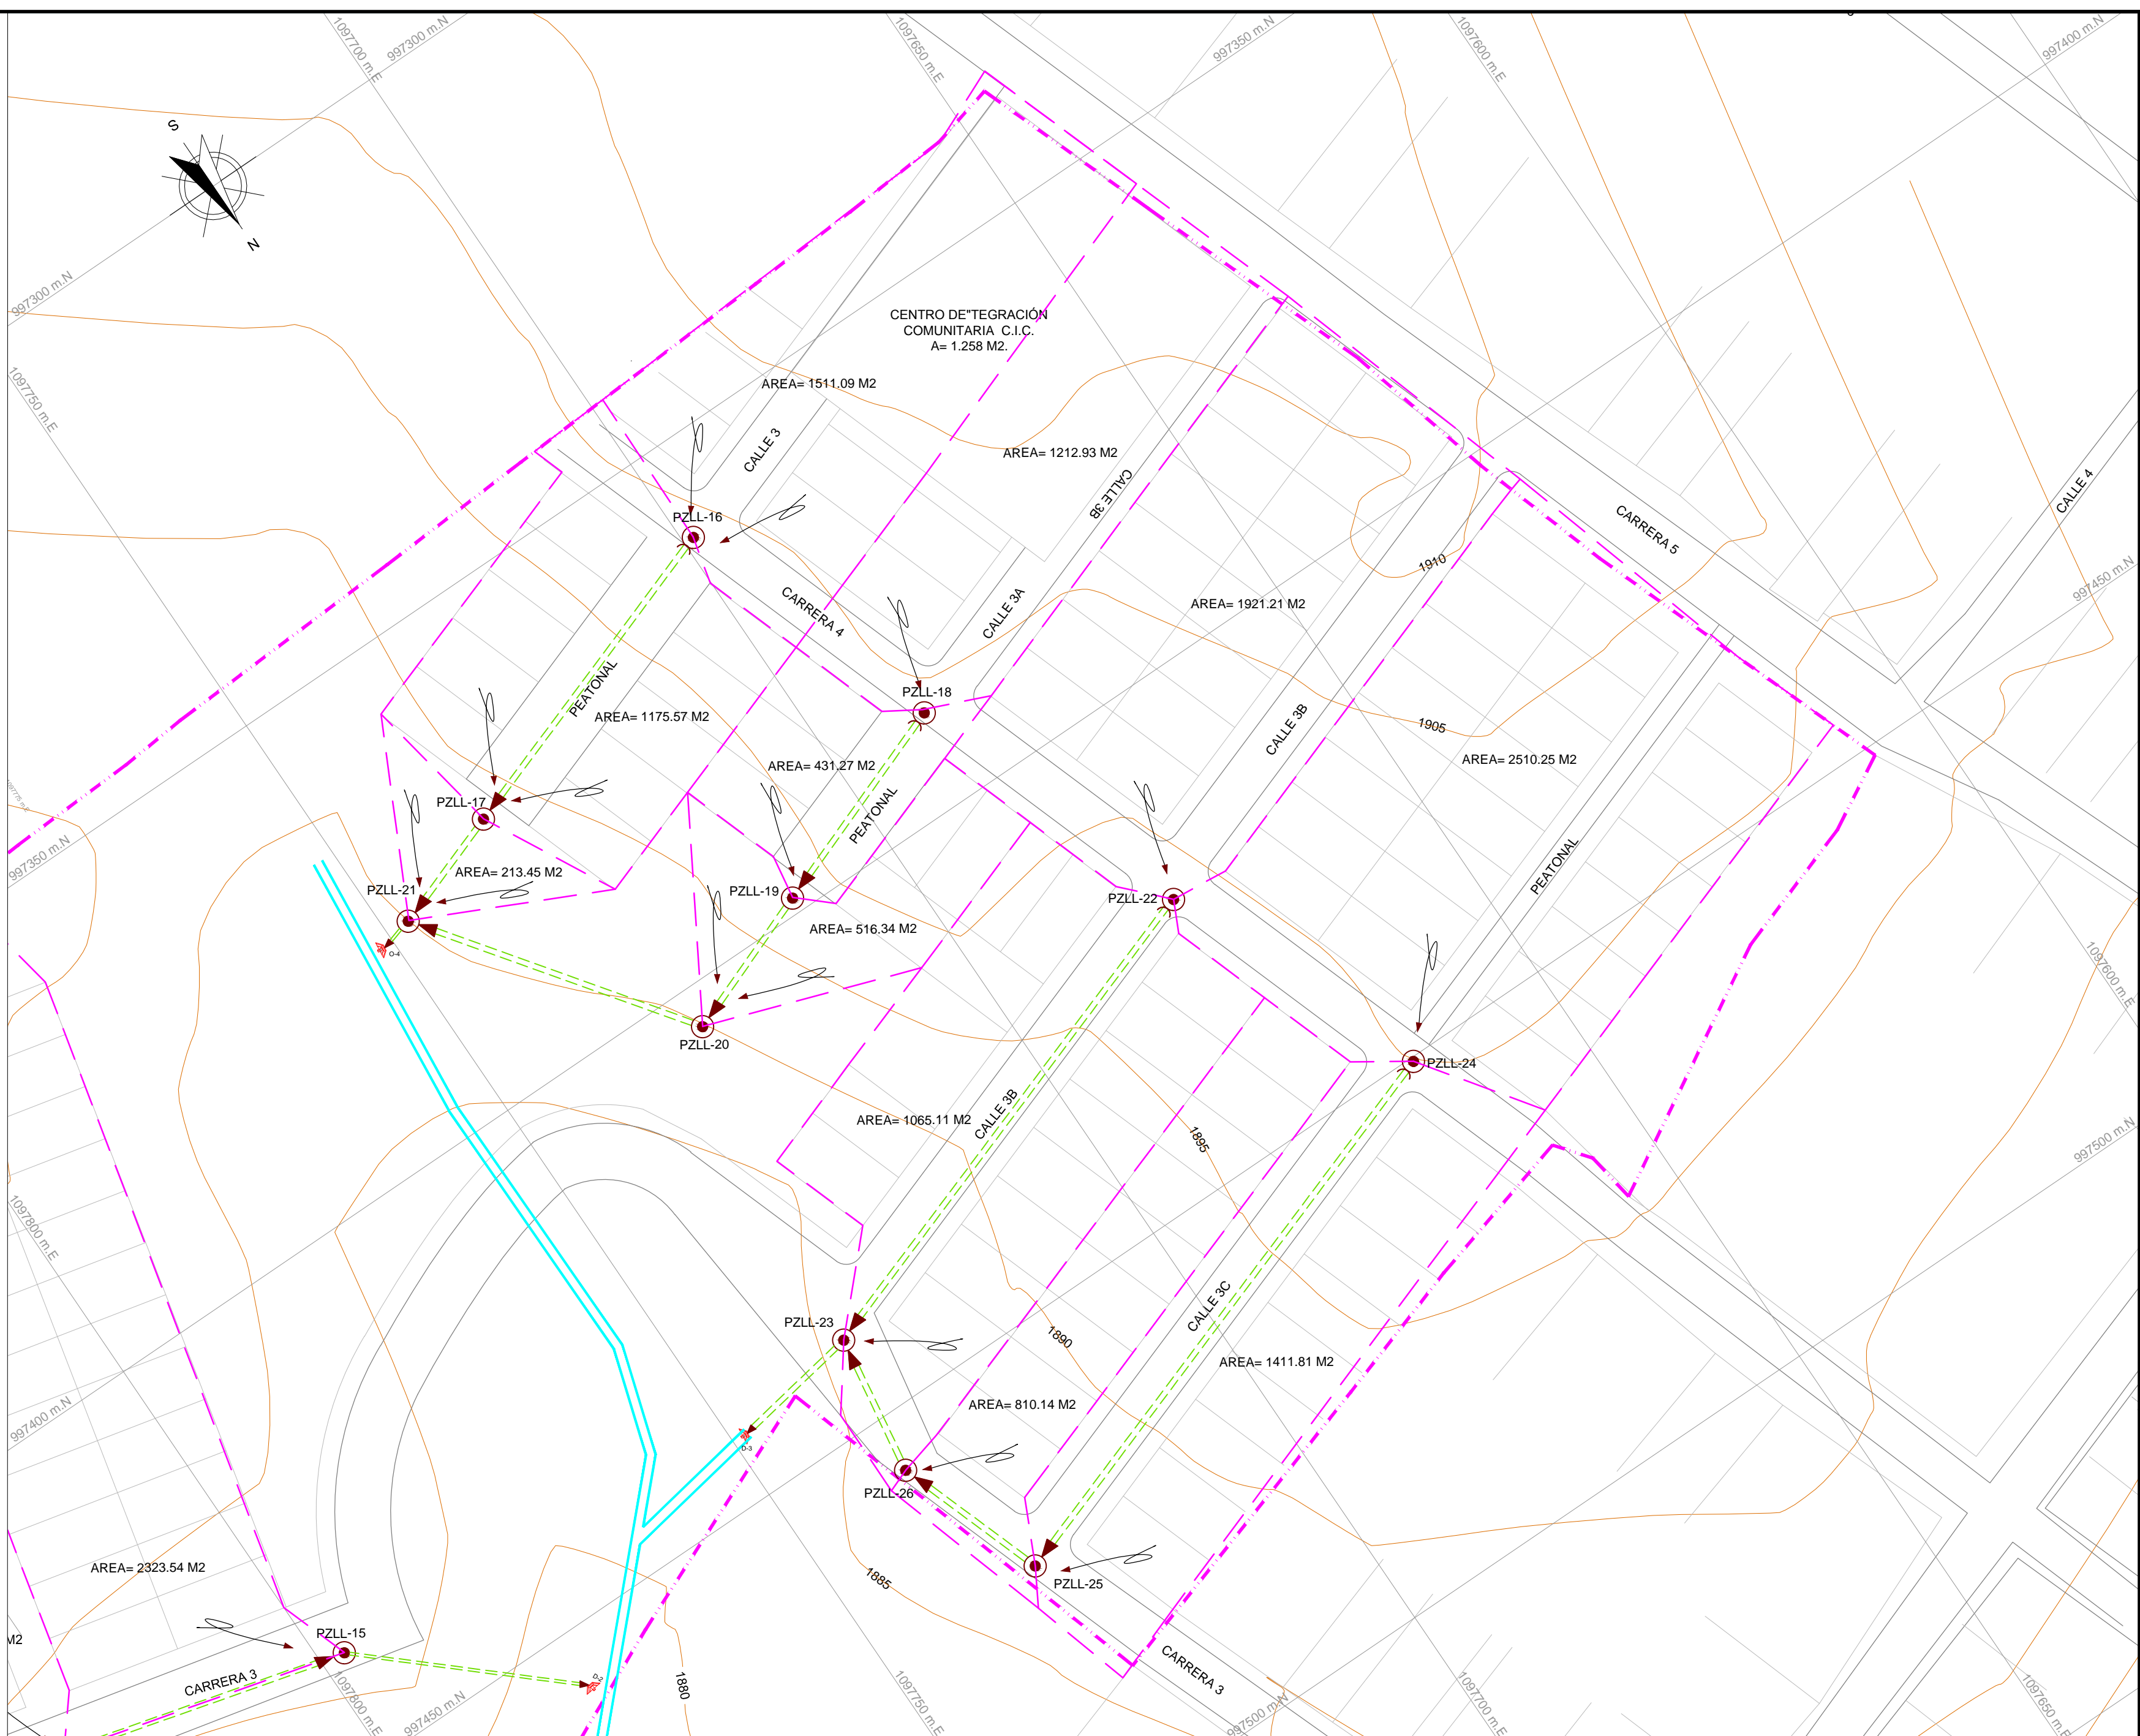 1097700 m.E
997300 m.N
1097650 m.E
997350 m.N
1097600 m.E
997400 m.N
S
N
997300 m.N
CENTRO DE"TEGRACIÓN
COMUNITARIA C.I.C.
A= 1.258 M2.
1097750 m.E
AREA= 1511.09 M2
CALLE 3
AREA= 1212.93 M2
CALLE 3B
CALLE 4
PZLL-16
CARRERA 5
1910
997450 m.N
CARRERA 4
CALLE 3A
AREA= 1921.21 M2
PEATONAL
PZLL-18
AREA= 1175.57 M2
CALLE 3B
1905
AREA= 2510.25 M2
AREA= 431.27 M2
PEATONAL
PZLL-17
997350 m.N
AREA= 213.45 M2
PEATONAL
PZLL-21
PZLL-19
PZLL-22
AREA= 516.34 M2
O-4
1097600 m.E
PZLL-20
PZLL-24
AREA= 1065.11 M2
CALLE 3B
1895
997500 m.N
1097800 m.E
CALLE 3C
PZLL-23
1890
AREA= 1411.81 M2
997400 m.N
AREA= 810.14 M2
D-3
PZLL-26
AREA= 2323.54 M2
1885
PZLL-25
M2
PZLL-15
CARRERA 3
1880
CARRERA 3
1097800 m.E
997450 m.N
1097750 m.E
997500 m.N
1097700 m.E
1097650 m.E